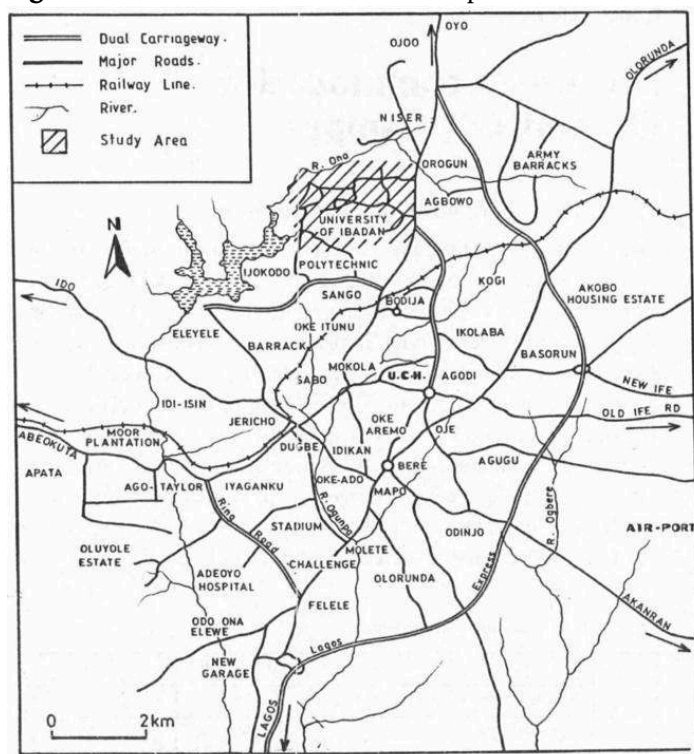 OYO
OJOO
Dual Carriageway.
Major Roads.
Railway Line.
River.
Study Area
OLORUNDA
NISER
R. Ona
OROGUN
ARMY
BARRACKS
AGBOWO
UNIVERSITY
OF IBADAN
N
POLYTECHNIC
IJOKODO
SANGO
KOGI
BODIJA
AKOBO
HOUSING ESTATE
IDO
ELEYELE
OKE ITUNU
IKOLABA
BARRACK
BASORUN
MOKOLA
SABO
U.C.H.
AGODI
NEW IFE
IDI-ISIN
OLD IFE RD
JERICHO
OKE
AREMO
OJE
MOOR
PLANTATION
ABEOKUTA
DUGBE
IDIKAN
BERE
AGUGU
APATA
AGO-TAYLOR
IYAGANKU
OKE-ADO
MAPO
R. Ogunpa
R. Ogbere
Ring Road
STADIUM
ODINJO
AIR-PORT
OLUYOLE
ESTATE
MOLETE
CHALLENGE
ADEOYO
HOSPITAL
OLORUNDA
FELELE
AKANRAN
ODO ONA
ELEWE
Lagos Express
NEW
GARAGE
LAGOS
0 2km